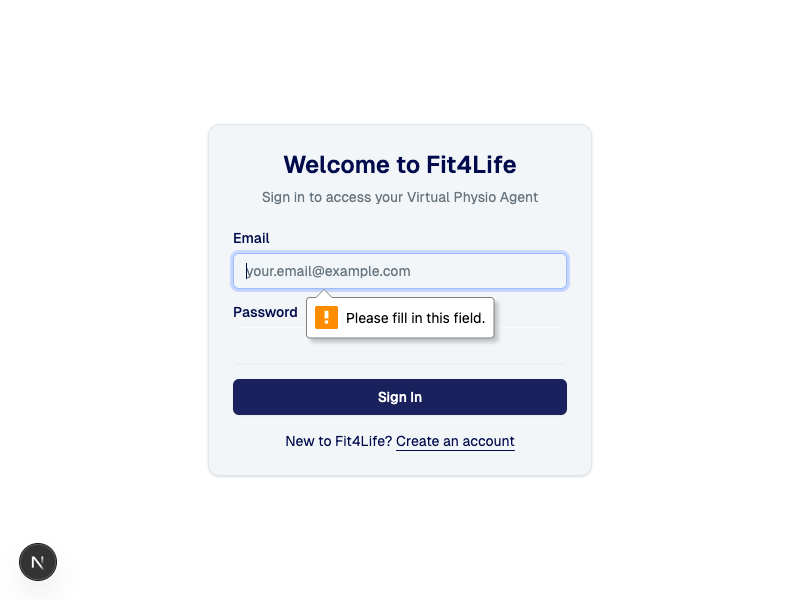 Welcome to Fit4Life
Sign in to access your Virtual Physio Agent
Email
your.email@example.com
Password
! Please fill in this field.
Sign In
New to Fit4Life? Create an account
N